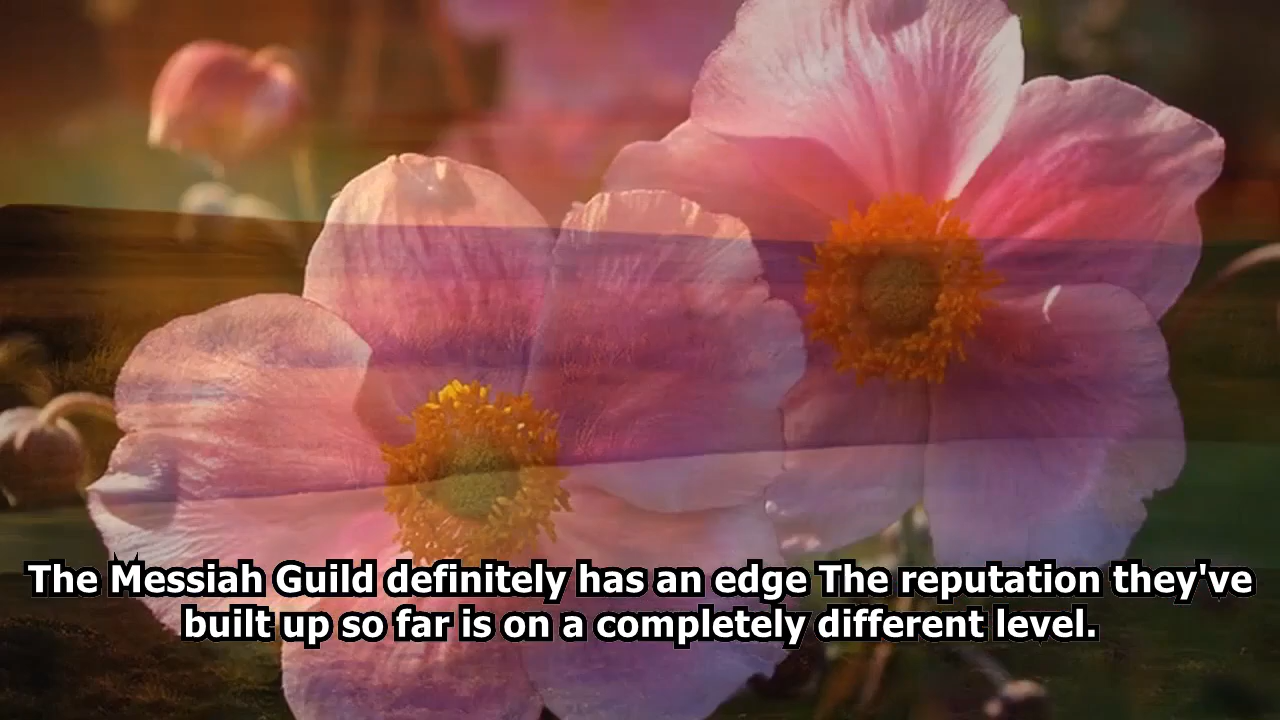 The Messiah Guild definitely has an edge The reputation they've
built up so far is on a completely different level.